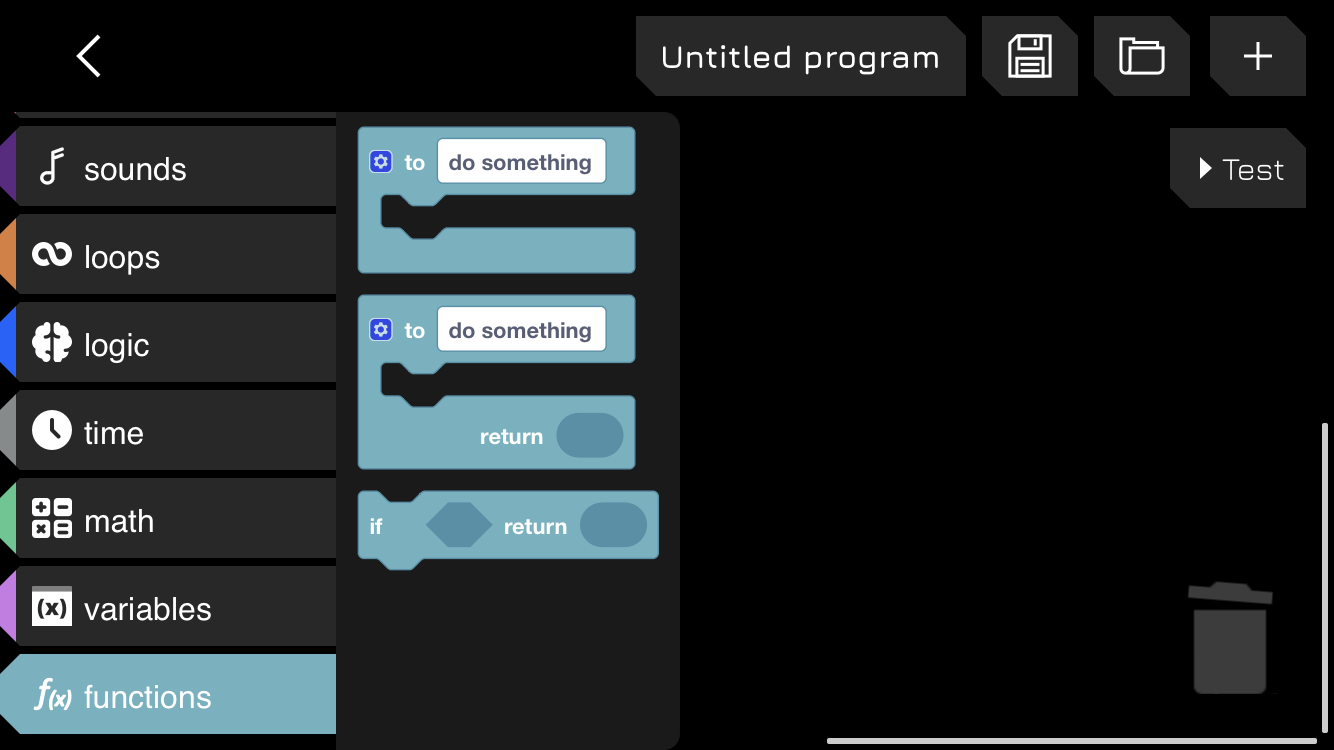 Untitled program
Test
sounds
loops
logic
time
math
(x) variables
f(x) functions
to do something
to do something
return
if return